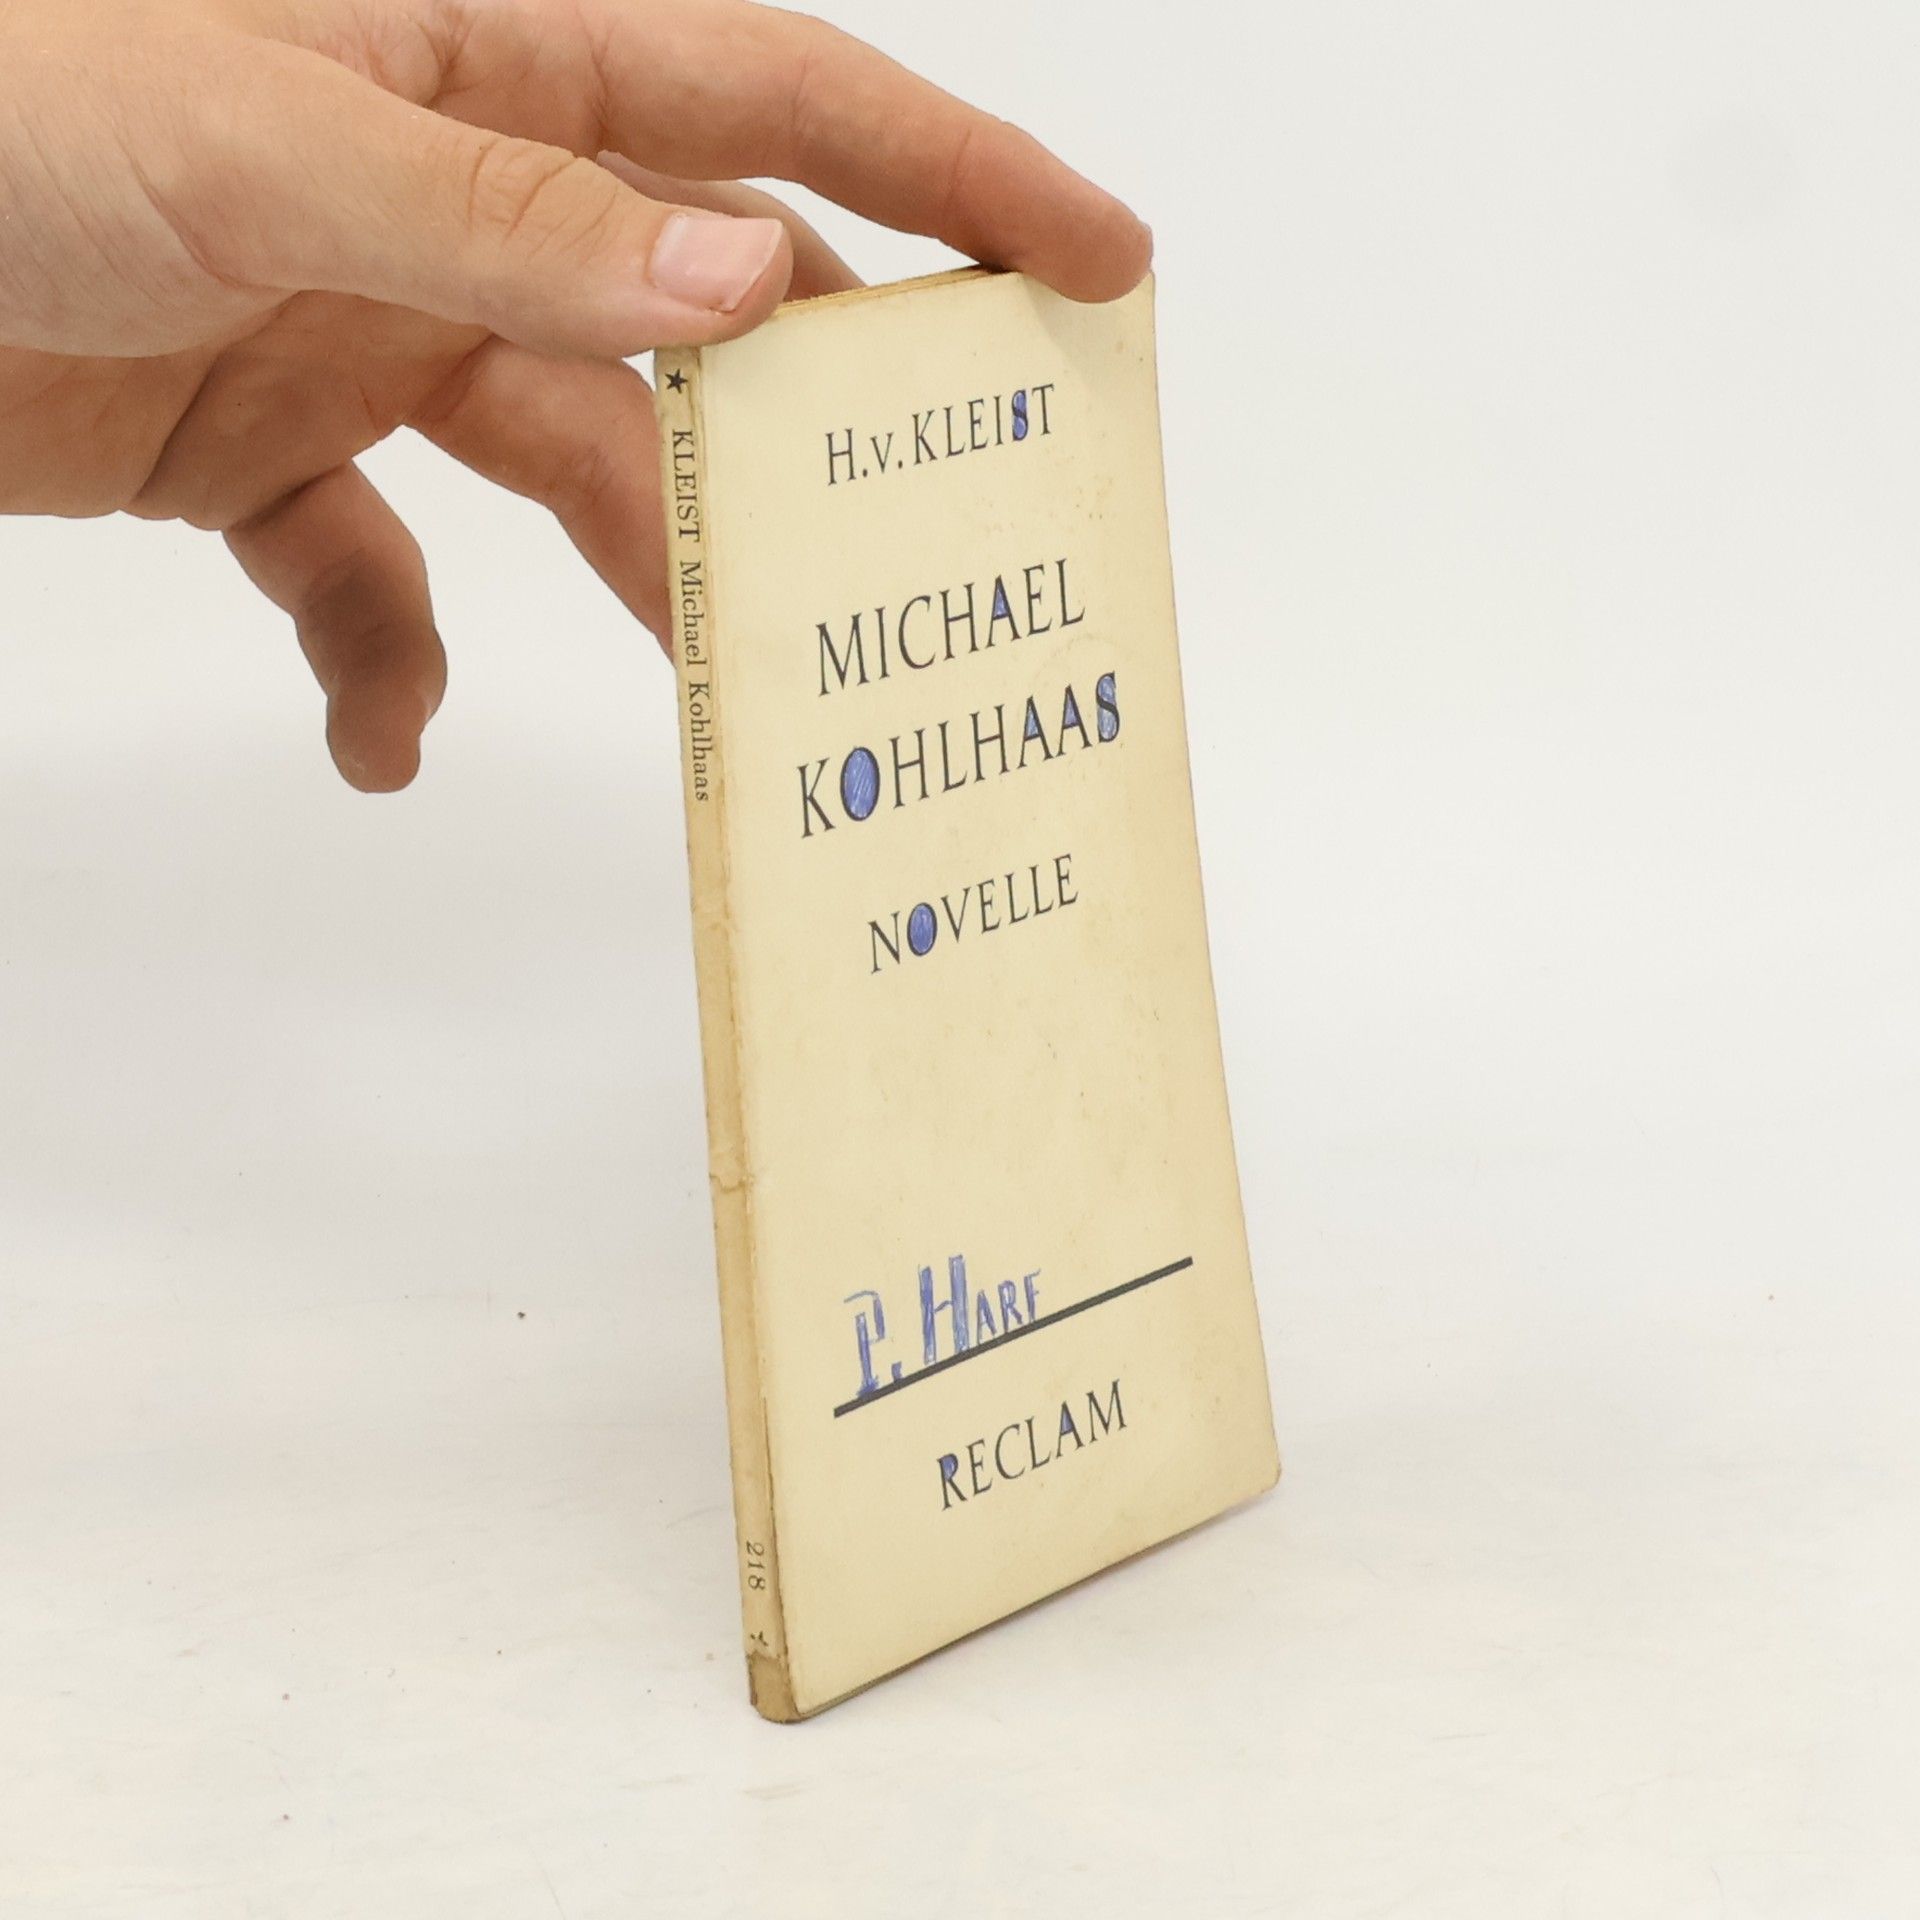 ★ KLEIST Michael Kohlhaas
218
H.v.KLEIST
MICHAEL
KOHLHAAS
NOVELLE
P. HARF
RECLAM